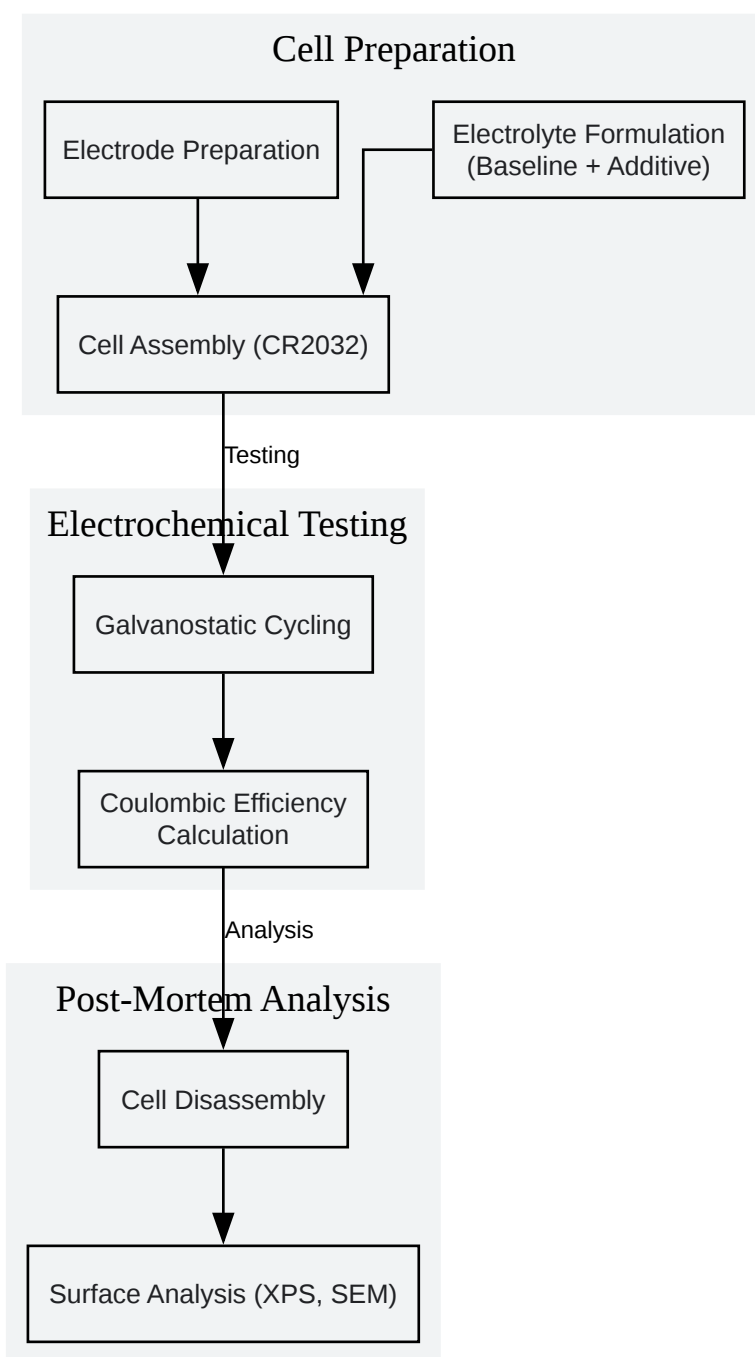 Cell Preparation
Electrode Preparation
Electrolyte Formulation
(Baseline + Additive)
Cell Assembly (CR2032)
Testing
Electrochemical Testing
Galvanostatic Cycling
Coulombic Efficiency
Calculation
Analysis
Post-Mortem Analysis
Cell Disassembly
Surface Analysis (XPS, SEM)